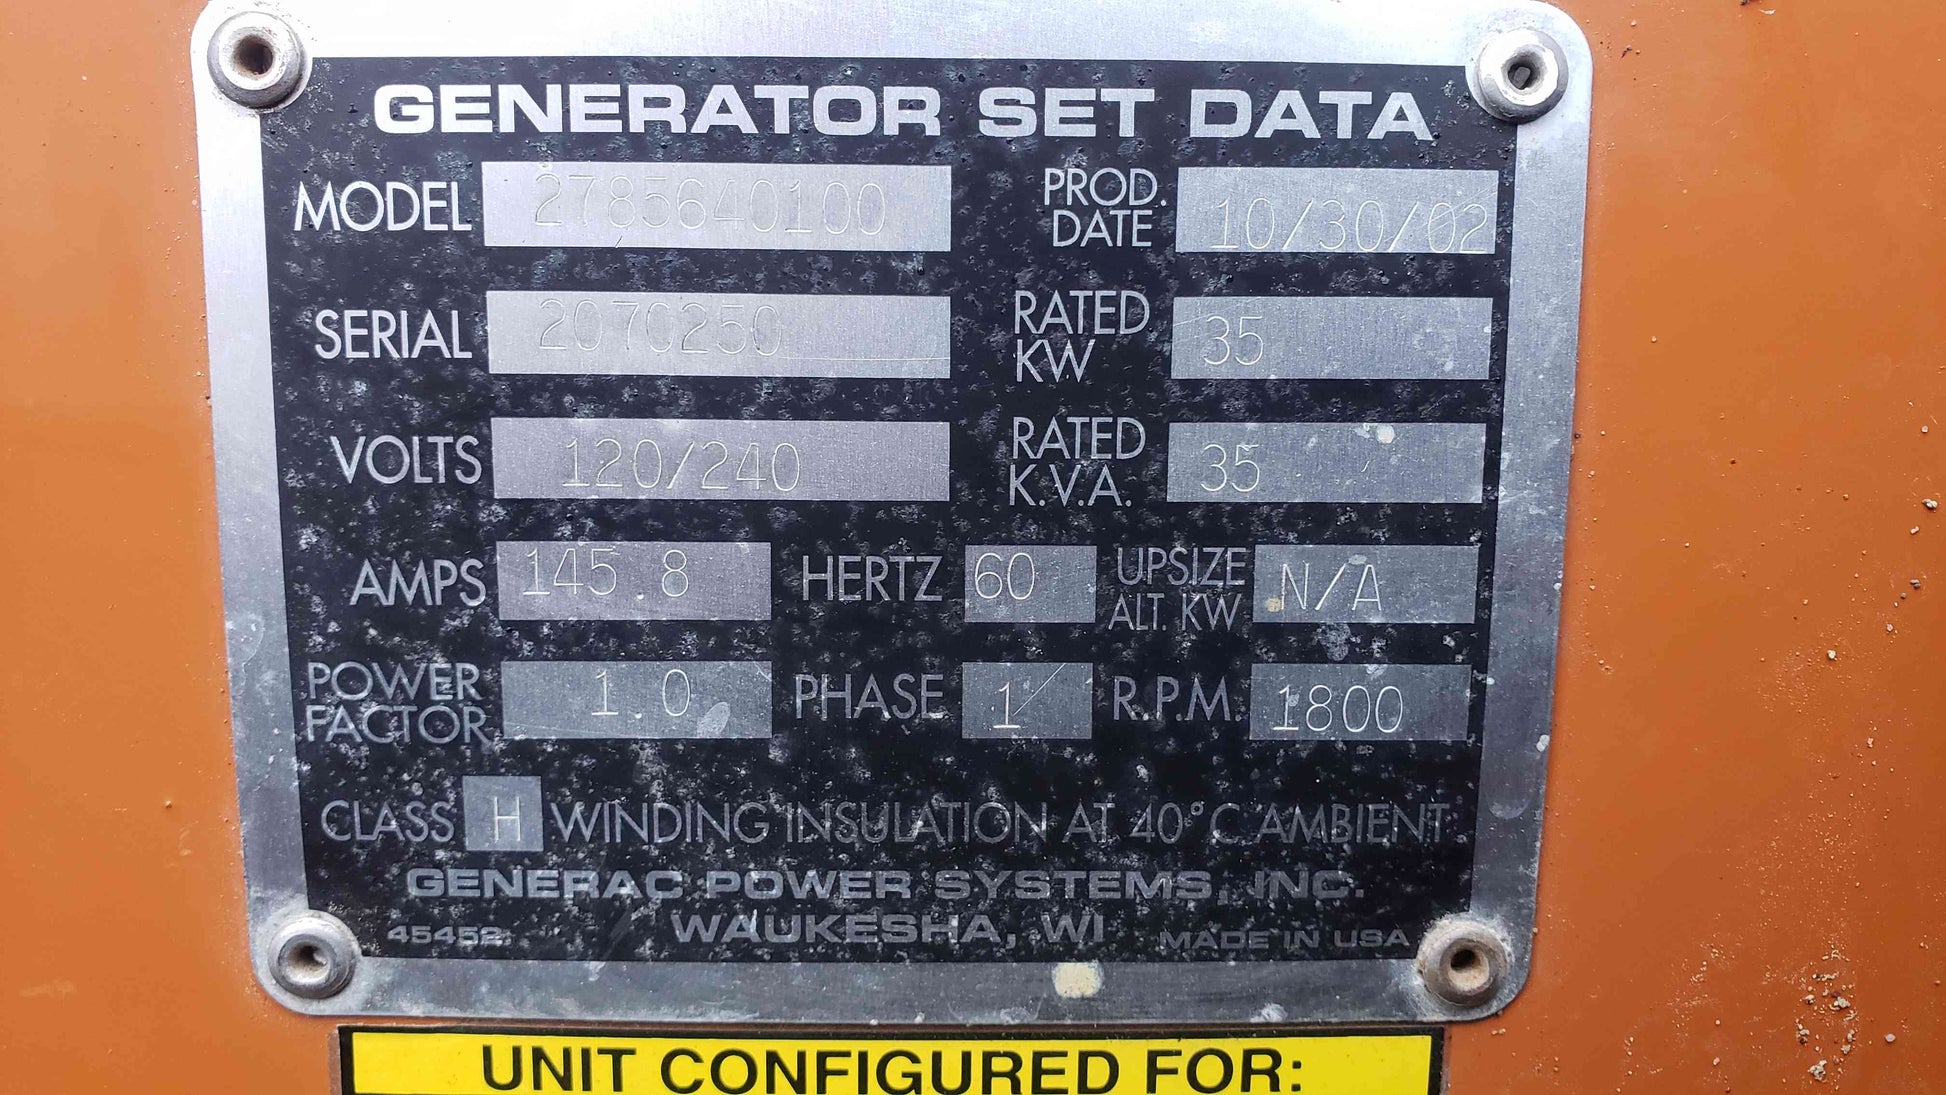 GENERATOR SET DATA
MODEL 2785640100 PROD. DATE 10/30/02
SERIAL 2070250 RATED KW 35
VOLTS 120/240 RATED K.V.A. 35
AMPS 145.8 HERTZ 60 UPSIZE ALT. KW N/A
POWER FACTOR 1.0 PHASE 1 R.P.M. 1800
CLASS H WINDING INSULATION AT 40°C AMBIENT
GENERAC POWER SYSTEMS, INC.
WAUKESHA, WI
45452 MADE IN USA
UNIT CONFIGURED FOR: